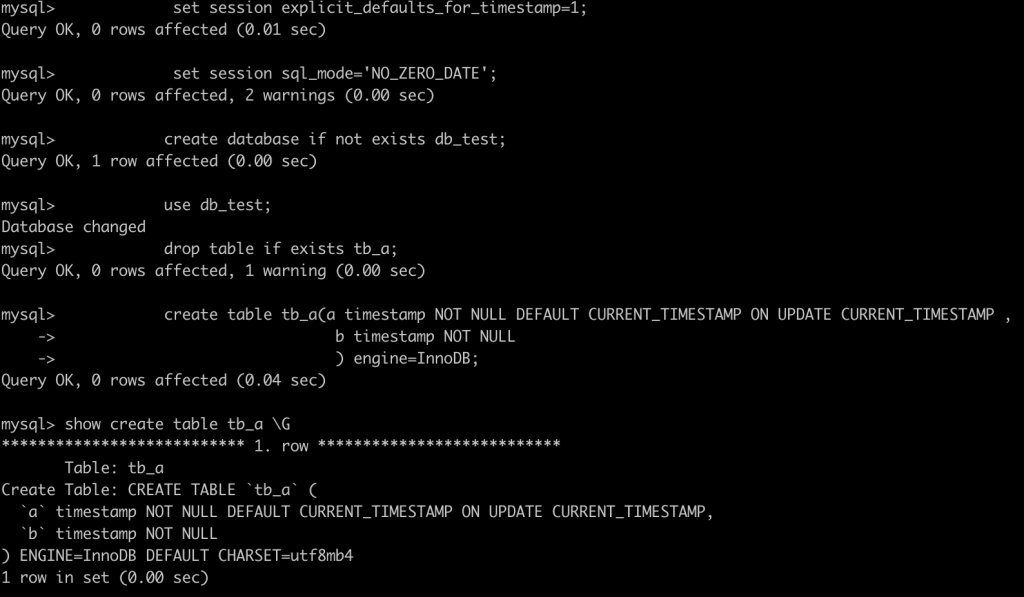 mysql>             set session explicit_defaults_for_timestamp=1;
Query OK, 0 rows affected (0.01 sec)
mysql>             set session sql_mode='NO_ZERO_DATE';
Query OK, 0 rows affected, 2 warnings (0.00 sec)
mysql>            create database if not exists db_test;
Query OK, 1 row affected (0.00 sec)
mysql>            use db_test;
Database changed
mysql>            drop table if exists tb_a;
Query OK, 0 rows affected, 1 warning (0.00 sec)
mysql>            create table tb_a(a timestamp NOT NULL DEFAULT CURRENT_TIMESTAMP ON UPDATE CURRENT_TIMESTAMP ,
    ->                               b timestamp NOT NULL
    ->                               ) engine=InnoDB;
Query OK, 0 rows affected (0.04 sec)
mysql> show create table tb_a \G
*************************** 1. row ***************************
       Table: tb_a
Create Table: CREATE TABLE `tb_a` (
  `a` timestamp NOT NULL DEFAULT CURRENT_TIMESTAMP ON UPDATE CURRENT_TIMESTAMP,
  `b` timestamp NOT NULL
) ENGINE=InnoDB DEFAULT CHARSET=utf8mb4
1 row in set (0.00 sec)